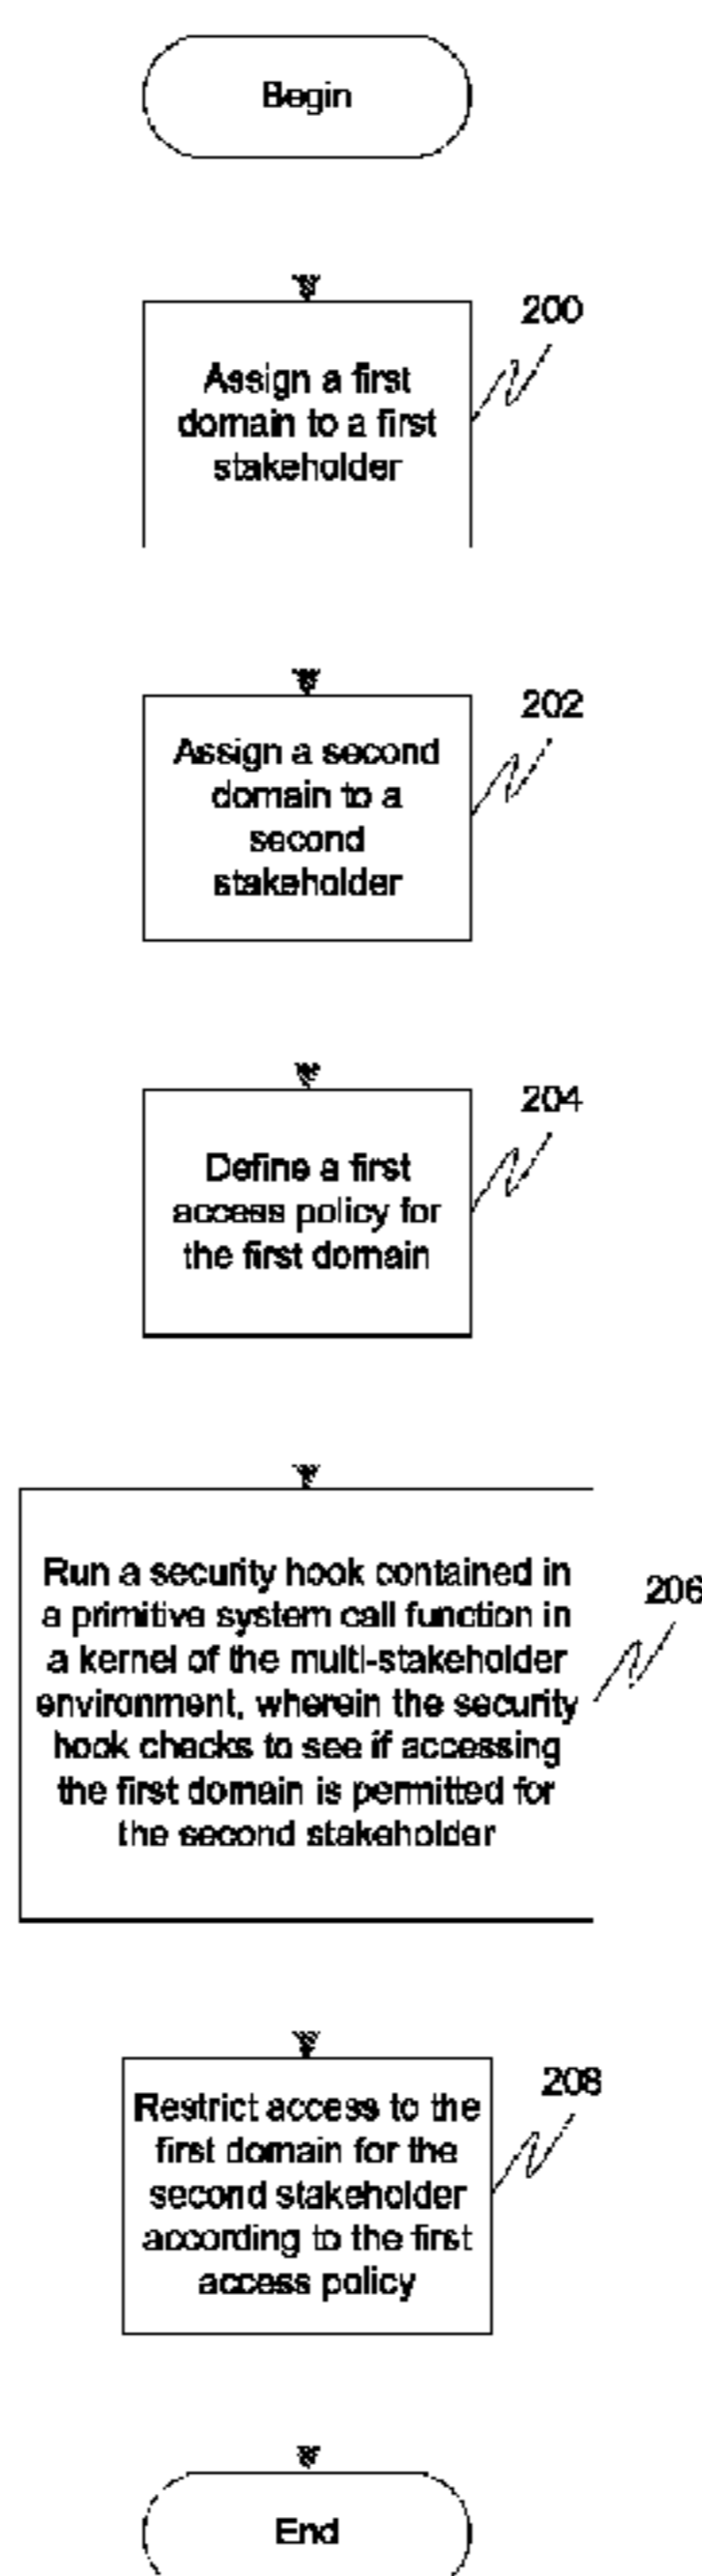 Begin
200
Assign a first
domain to a first
stakeholder
202
Assign a second
domain to a
second
stakeholder
204
Define a first
access policy for
the first domain
206
Run a security hook contained in
a primitive system call function in
a kernel of the multi-stakeholder
environment, wherein the security
hook checks to see if accessing
the first domain is permitted for
the second stakeholder
208
Restrict access to the
first domain for the
second stakeholder
according to the first
access policy
End